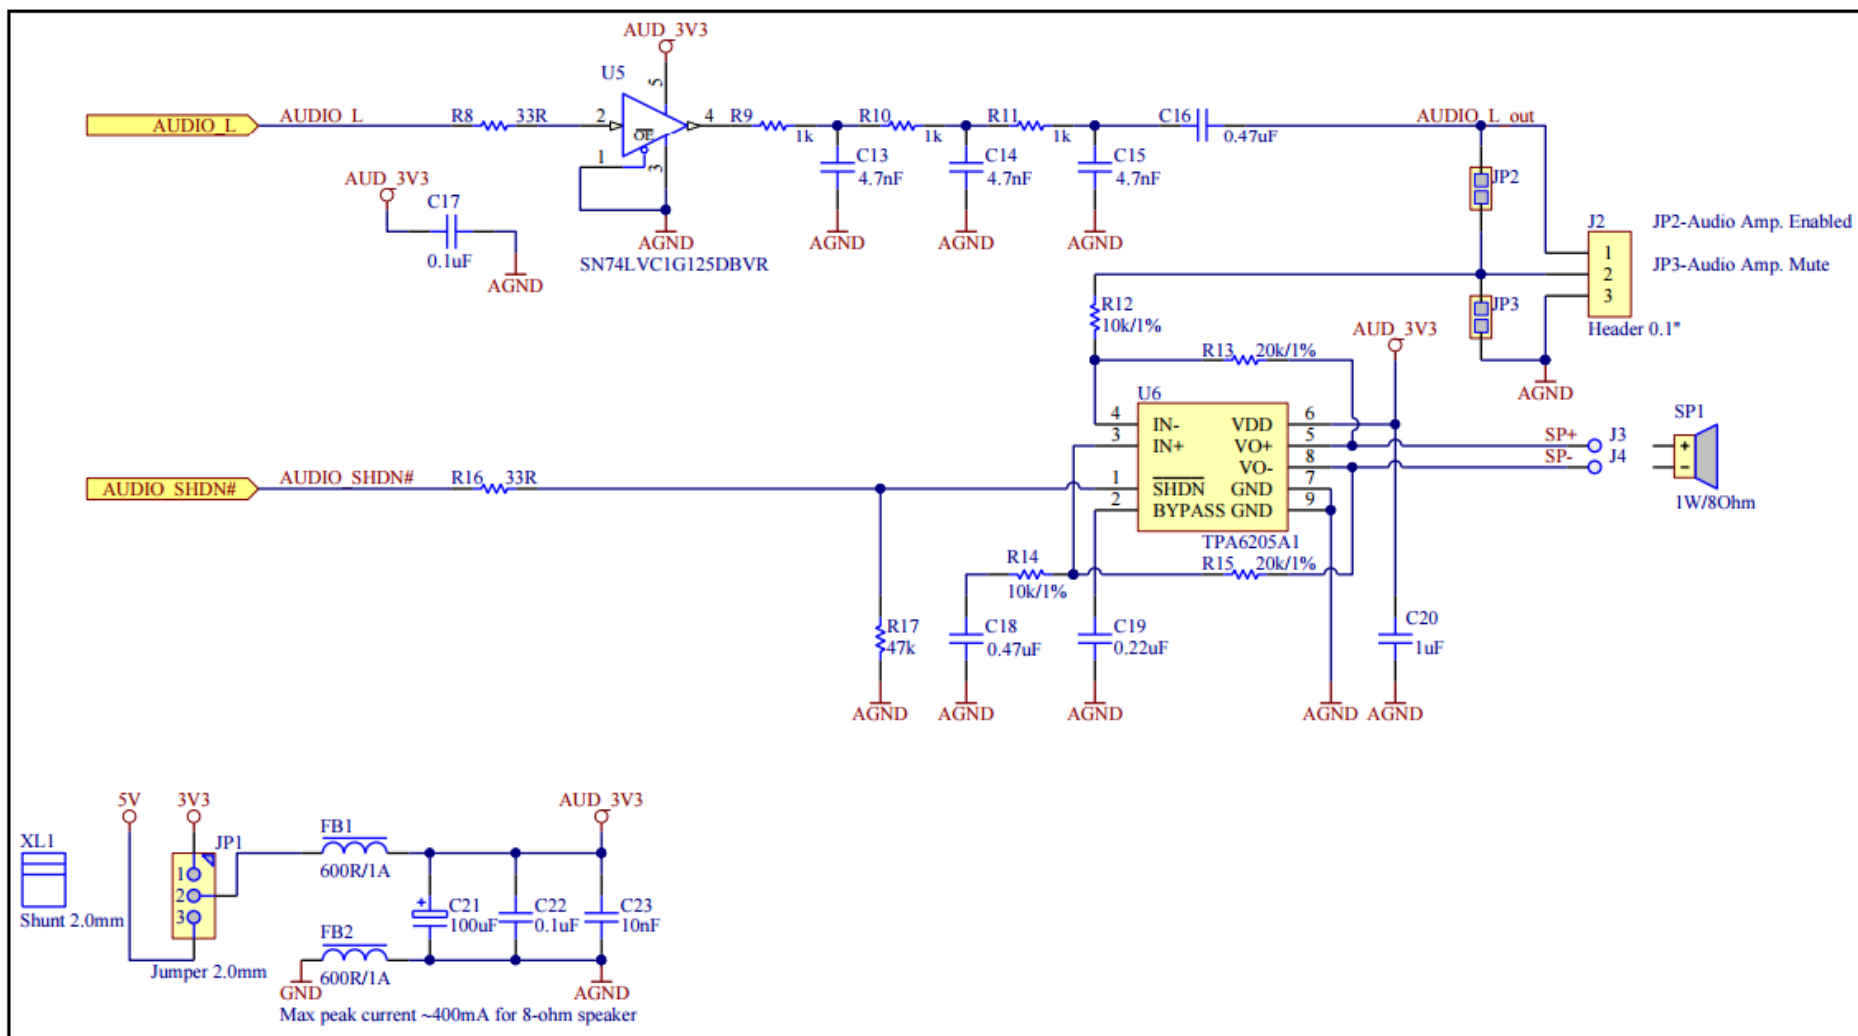 AUD_3V3
U5
5
AUDIO_L
AUDIO_L
R8
33R
2
OE
4
R9
1k
R10
1k
R11
1k
C16
0.47uF
AUDIO_L_out
1
3
C13
4.7nF
C14
4.7nF
C15
4.7nF
JP2
AUD_3V3
C17
0.1uF
AGND
AGND
SN74LVC1G125DBVR
AGND
AGND
AGND
J2
JP2-Audio Amp. Enabled
1
2
3
JP3-Audio Amp. Mute
Header 0.1"
R12
10k/1%
JP3
AUD_3V3
R13
20k/1%
AGND
U6
4
IN-
VDD
6
3
IN+
VO+
5
VO-
8
1
SHDN
GND
7
2
BYPASS
GND
9
TPA6205A1
SP+
J3
SP-
J4
SP1
+
-
1W/8Ohm
AUDIO_SHDN#
AUDIO_SHDN#
R16
33R
R14
10k/1%
R15
20k/1%
R17
47k
C18
0.47uF
C19
0.22uF
C20
1uF
AGND
AGND
AGND
AGND
AGND
5V
3V3
AUD_3V3
XL1
Shunt 2.0mm
JP1
1
2
3
Jumper 2.0mm
FB1
600R/1A
+
C21
100uF
C22
0.1uF
C23
10nF
FB2
600R/1A
GND
AGND
Max peak current ~400mA for 8-ohm speaker